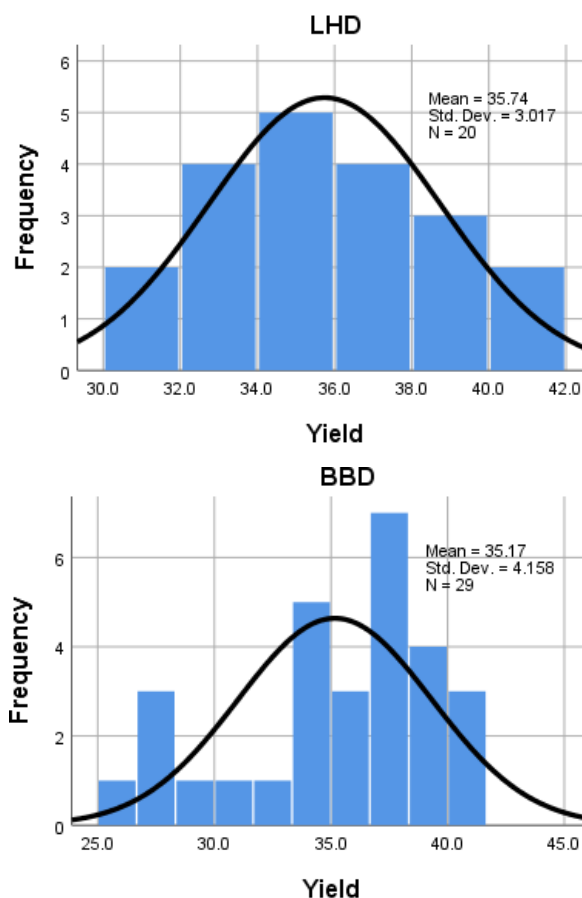 LHD
Mean = 35.74
Std. Dev. = 3.017
N = 20
6
5
4
3
2
1
0
Frequency
30.0 32.0 34.0 36.0 38.0 40.0 42.0
Yield
BBD
Mean = 35.17
Std. Dev. = 4.158
N = 29
6
4
2
0
Frequency
25.0 30.0 35.0 40.0 45.0
Yield